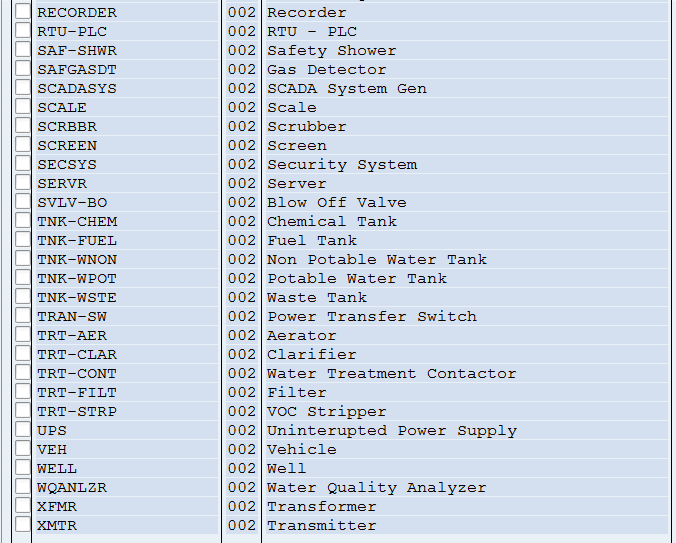 RECORDER 002 Recorder
RTU-PLC 002 RTU - PLC
SAF-SHWR 002 Safety Shower
SAFGASDT 002 Gas Detector
SCADASYS 002 SCADA System Gen
SCALE 002 Scale
SCRBBR 002 Scrubber
SCREEN 002 Screen
SECSYS 002 Security System
SERVR 002 Server
SVLV-BO 002 Blow Off Valve
TNK-CHEM 002 Chemical Tank
TNK-FUEL 002 Fuel Tank
TNK-WNON 002 Non Potable Water Tank
TNK-WPOT 002 Potable Water Tank
TNK-WSTE 002 Waste Tank
TRAN-SW 002 Power Transfer Switch
TRT-AER 002 Aerator
TRT-CLAR 002 Clarifier
TRT-CONT 002 Water Treatment Contactor
TRT-FILT 002 Filter
TRT-STRP 002 VOC Stripper
UPS 002 Uninterupted Power Supply
VEH 002 Vehicle
WELL 002 Well
WQANLZR 002 Water Quality Analyzer
XFMR 002 Transformer
XMTR 002 Transmitter